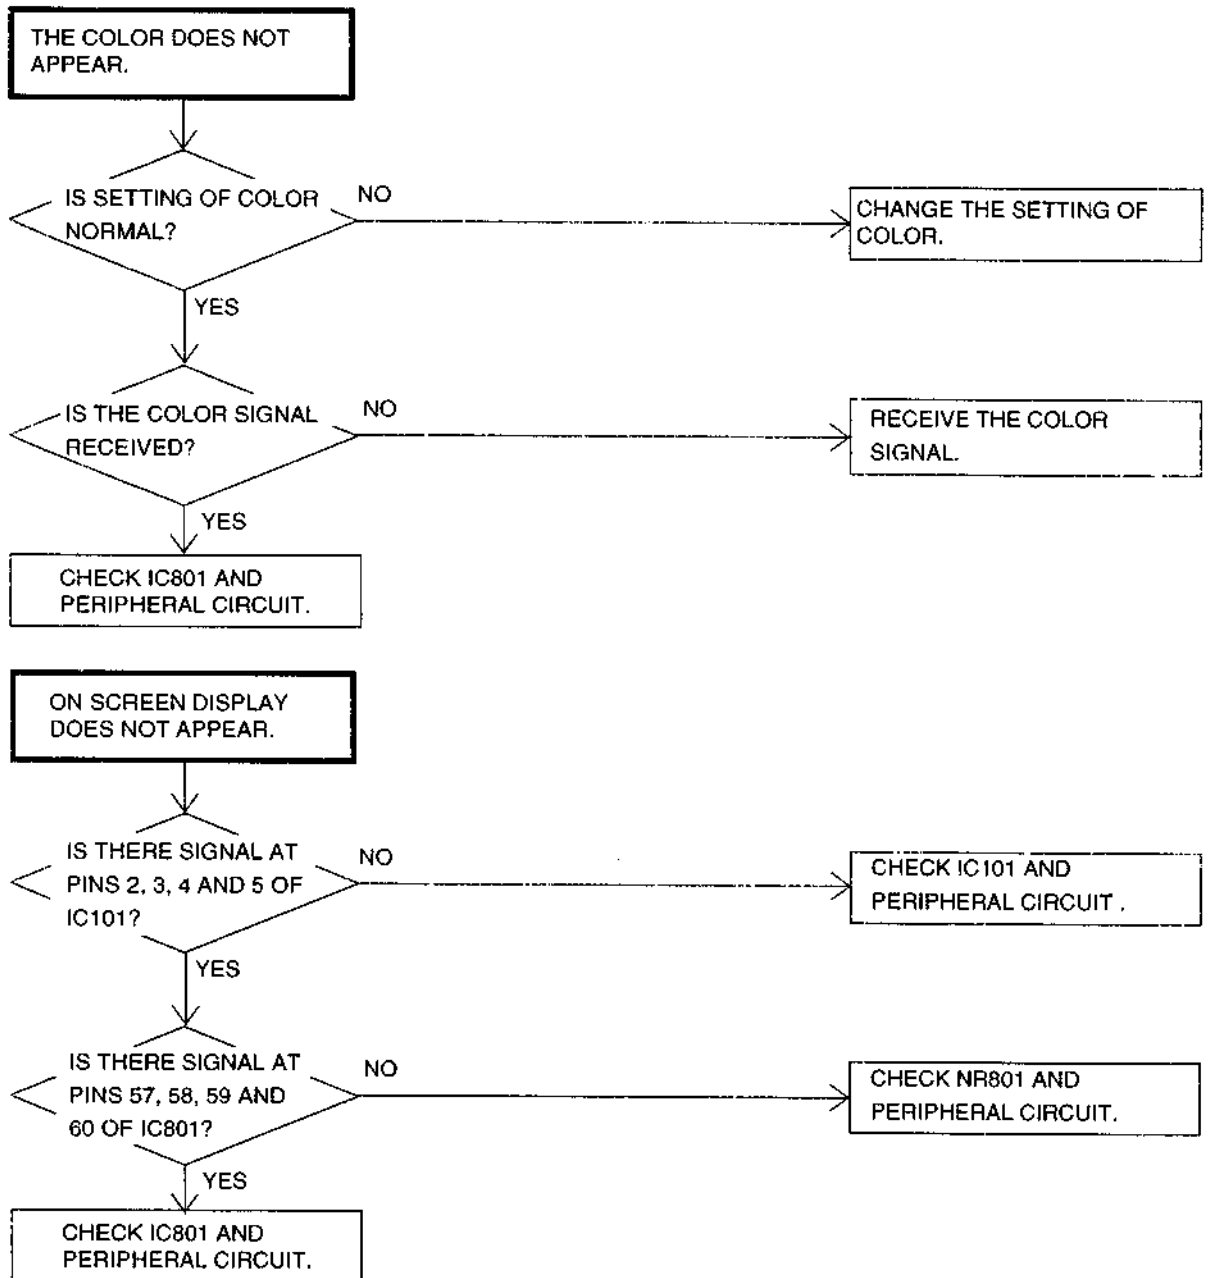 THE COLOR DOES NOT
APPEAR.
IS SETTING OF COLOR
NORMAL?
NO
CHANGE THE SETTING OF
COLOR.
YES
IS THE COLOR SIGNAL
RECEIVED?
NO
RECEIVE THE COLOR
SIGNAL.
YES
CHECK IC801 AND
PERIPHERAL CIRCUIT.
ON SCREEN DISPLAY
DOES NOT APPEAR.
IS THERE SIGNAL AT
PINS 2, 3, 4 AND 5 OF
IC101?
NO
CHECK IC101 AND
PERIPHERAL CIRCUIT .
YES
IS THERE SIGNAL AT
PINS 57, 58, 59 AND
60 OF IC801?
NO
CHECK NR801 AND
PERIPHERAL CIRCUIT.
YES
CHECK IC801 AND
PERIPHERAL CIRCUIT.